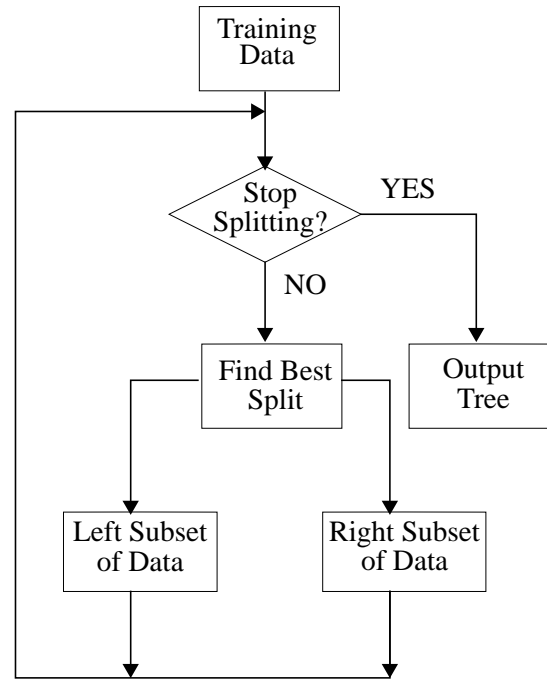 Training
Data
Stop
Splitting?
YES
NO
Find Best
Split
Output
Tree
Left Subset
of Data
Right Subset
of Data